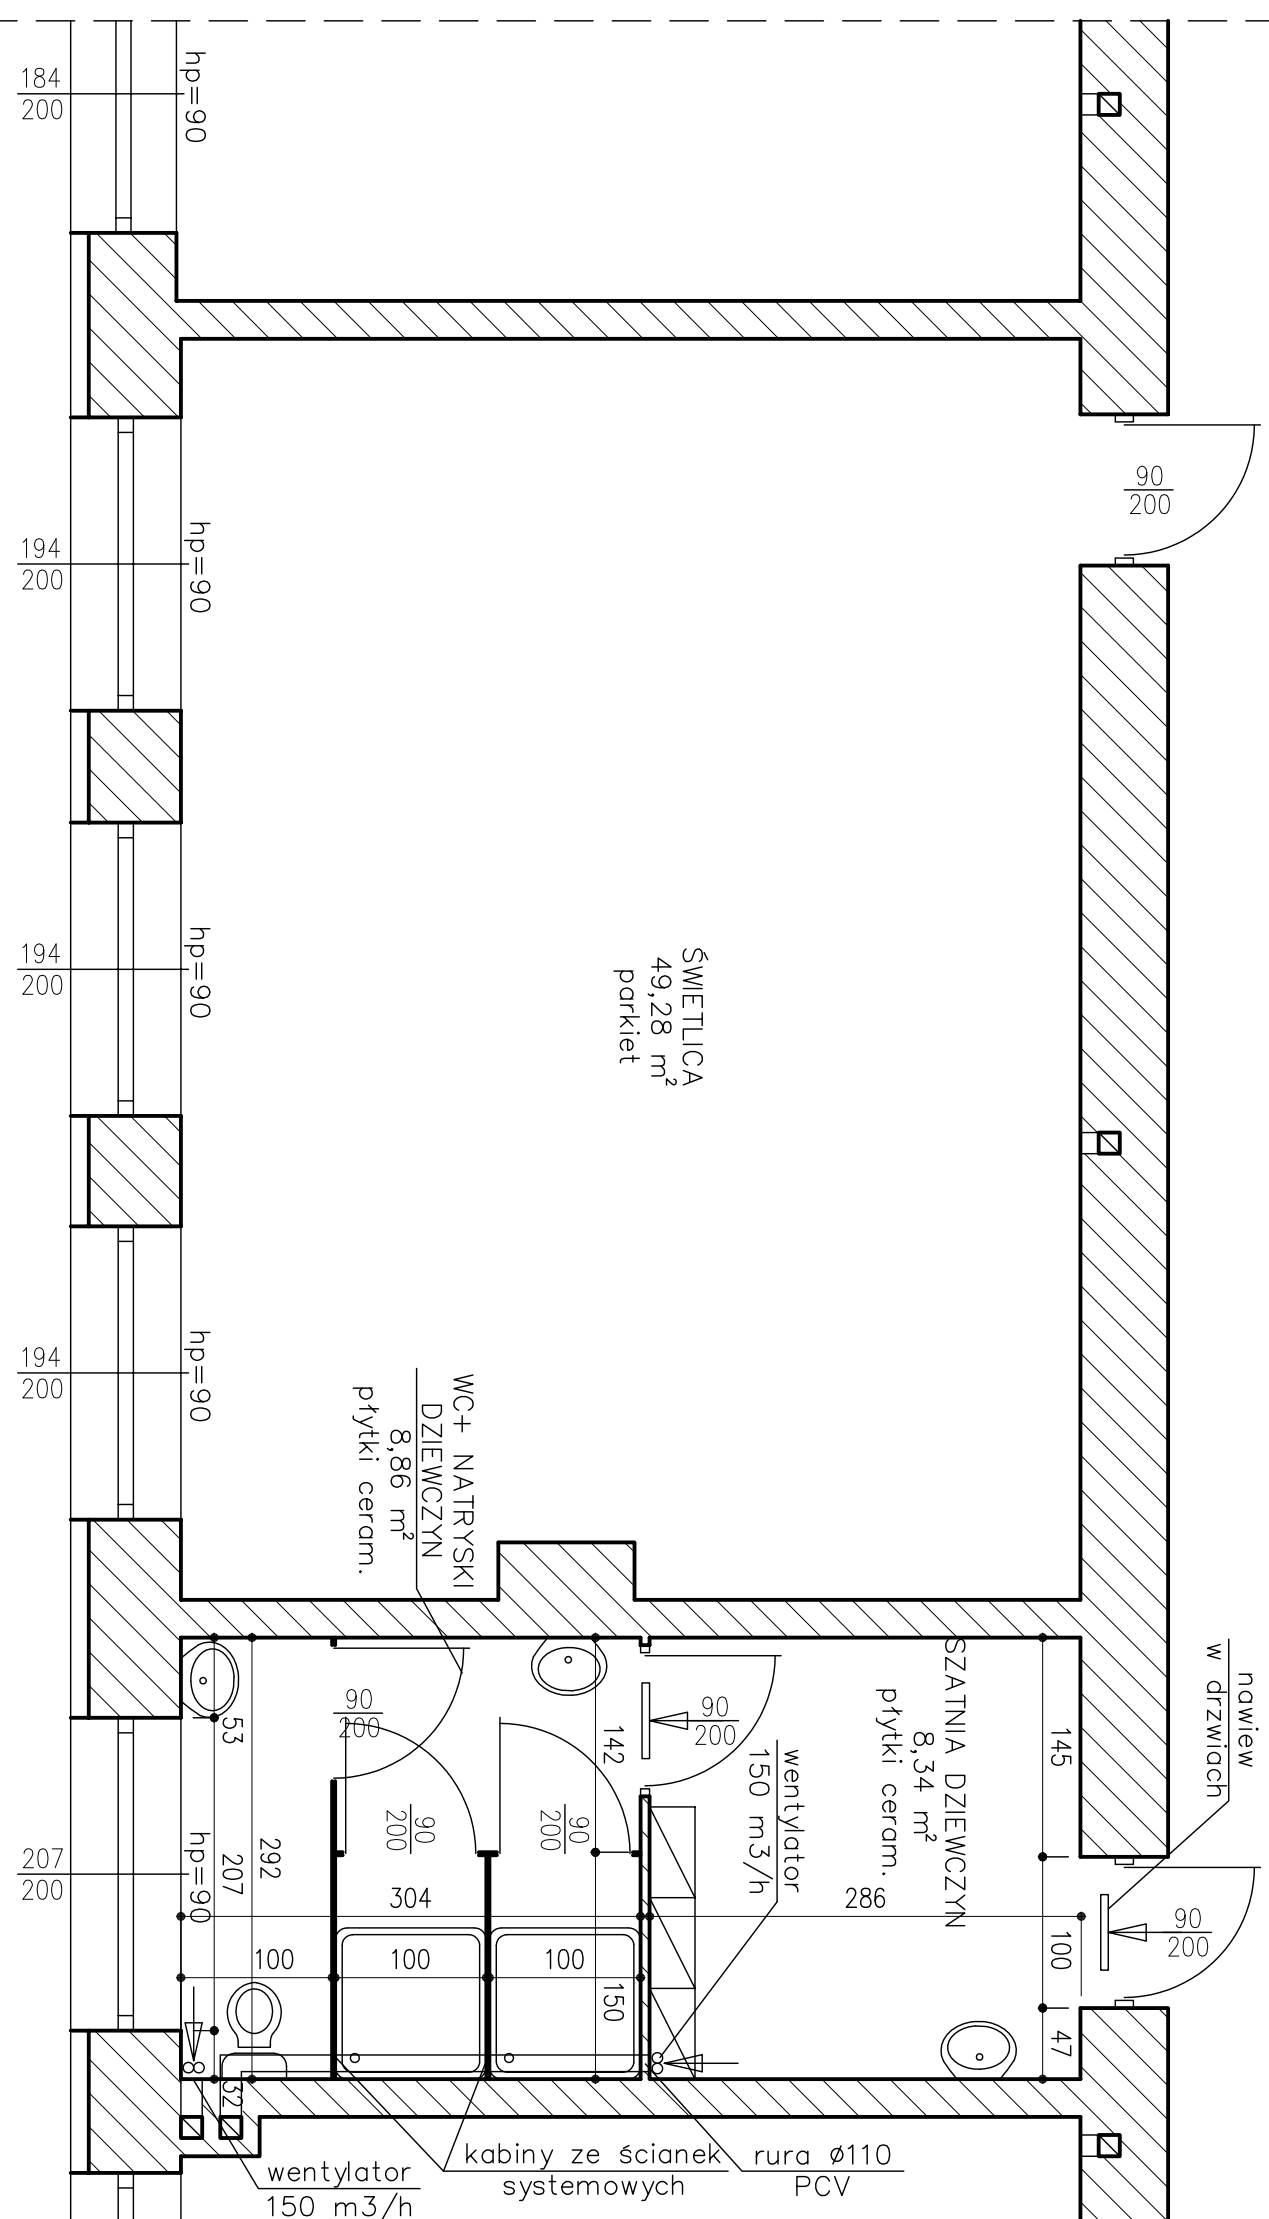 184
200
hp=90
90
200
194
200
hp=90
194
200
hp=90
ŚWIETLICA
49,28 m²
parkiet
194
200
hp=90
WC+ NATRYSKI
DZIEWCZYN
8,86 m²
płytki ceram.
nawiew
w drzwiach
SZATNIA DZIEWCZYN
8,34 m²
płytki ceram.
145
90
200
90
200
142
53
wentylator
150 m3/h
90
200
90
200
292
207
hp=90
207
200
304
286
90
200
100
100
100
100
150
47
32
kabiny ze ścianek
systemowych
rura ø110
PCV
wentylator
150 m3/h